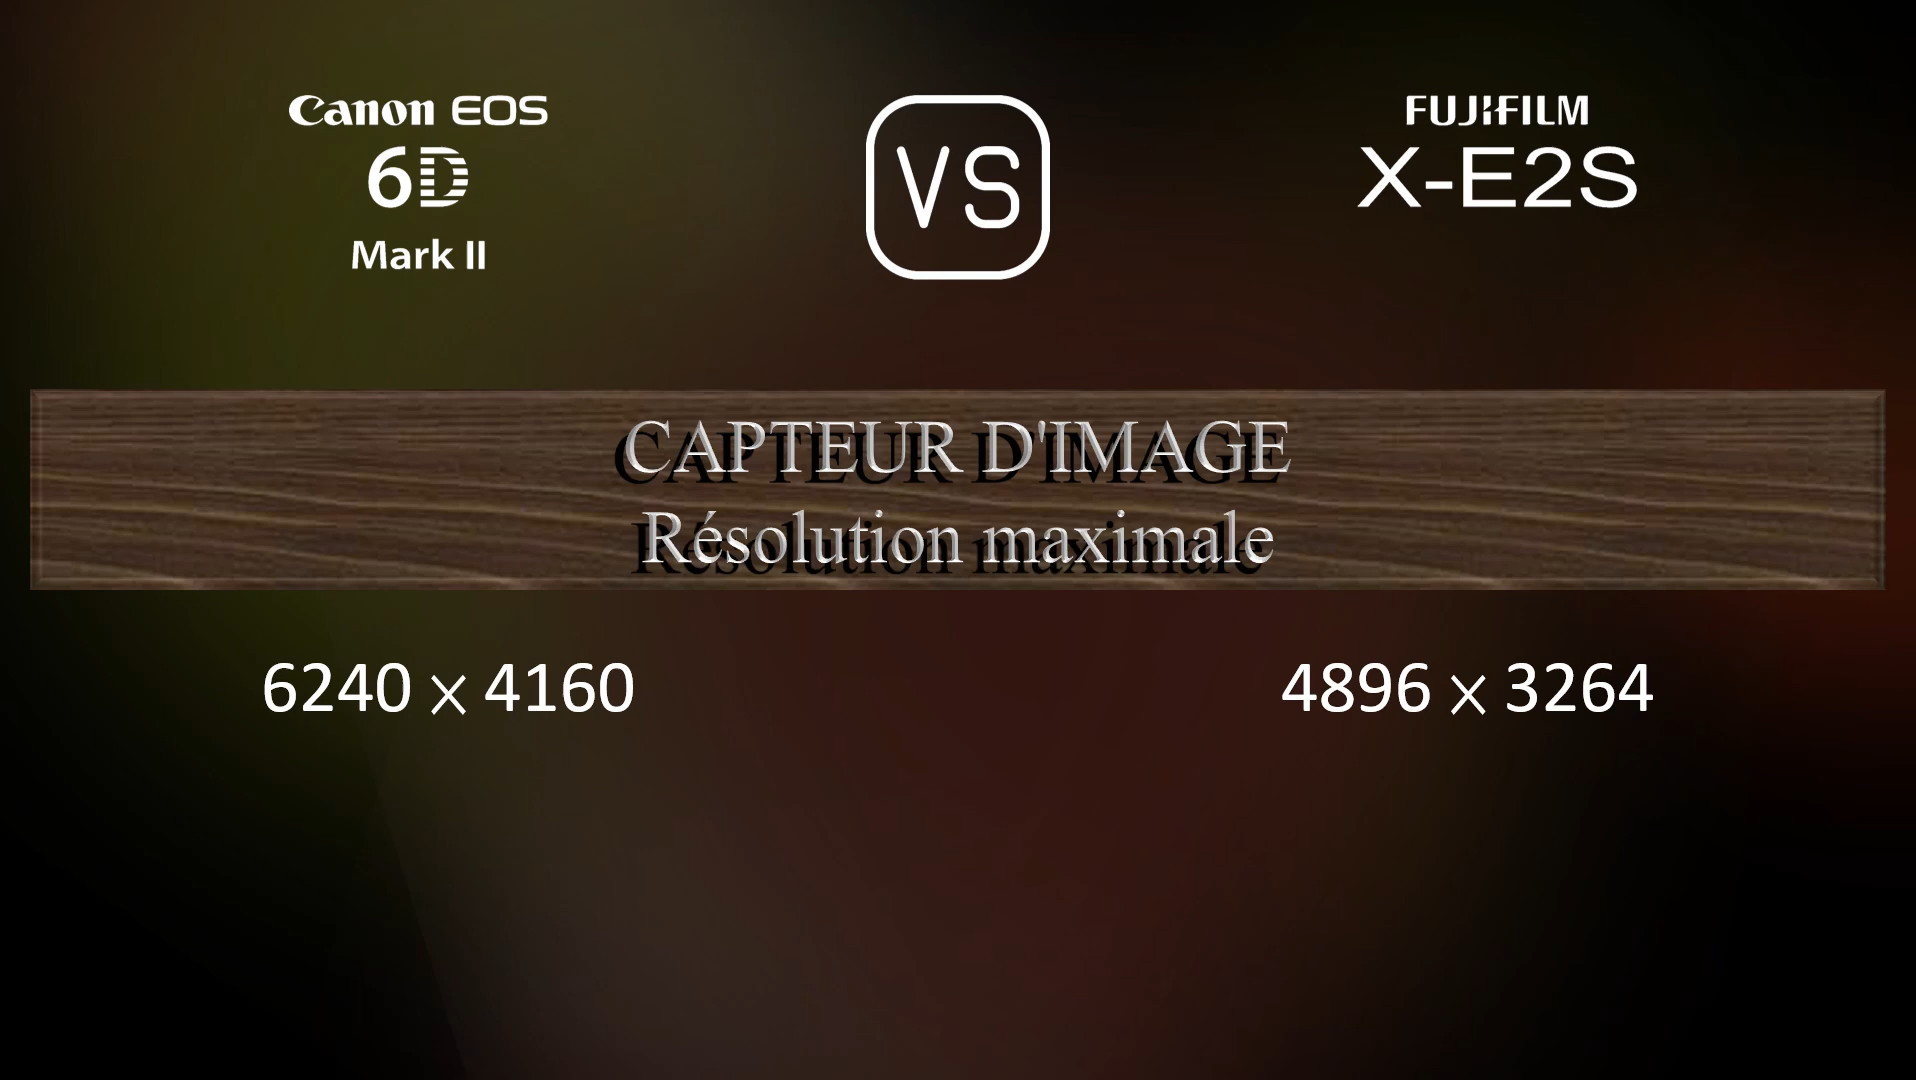 Canon EOS
6D
Mark II
VS
FUJIFILM
X-E2S
CAPTEUR D'IMAGE
Résolution maximale
6240 x 4160
4896 x 3264